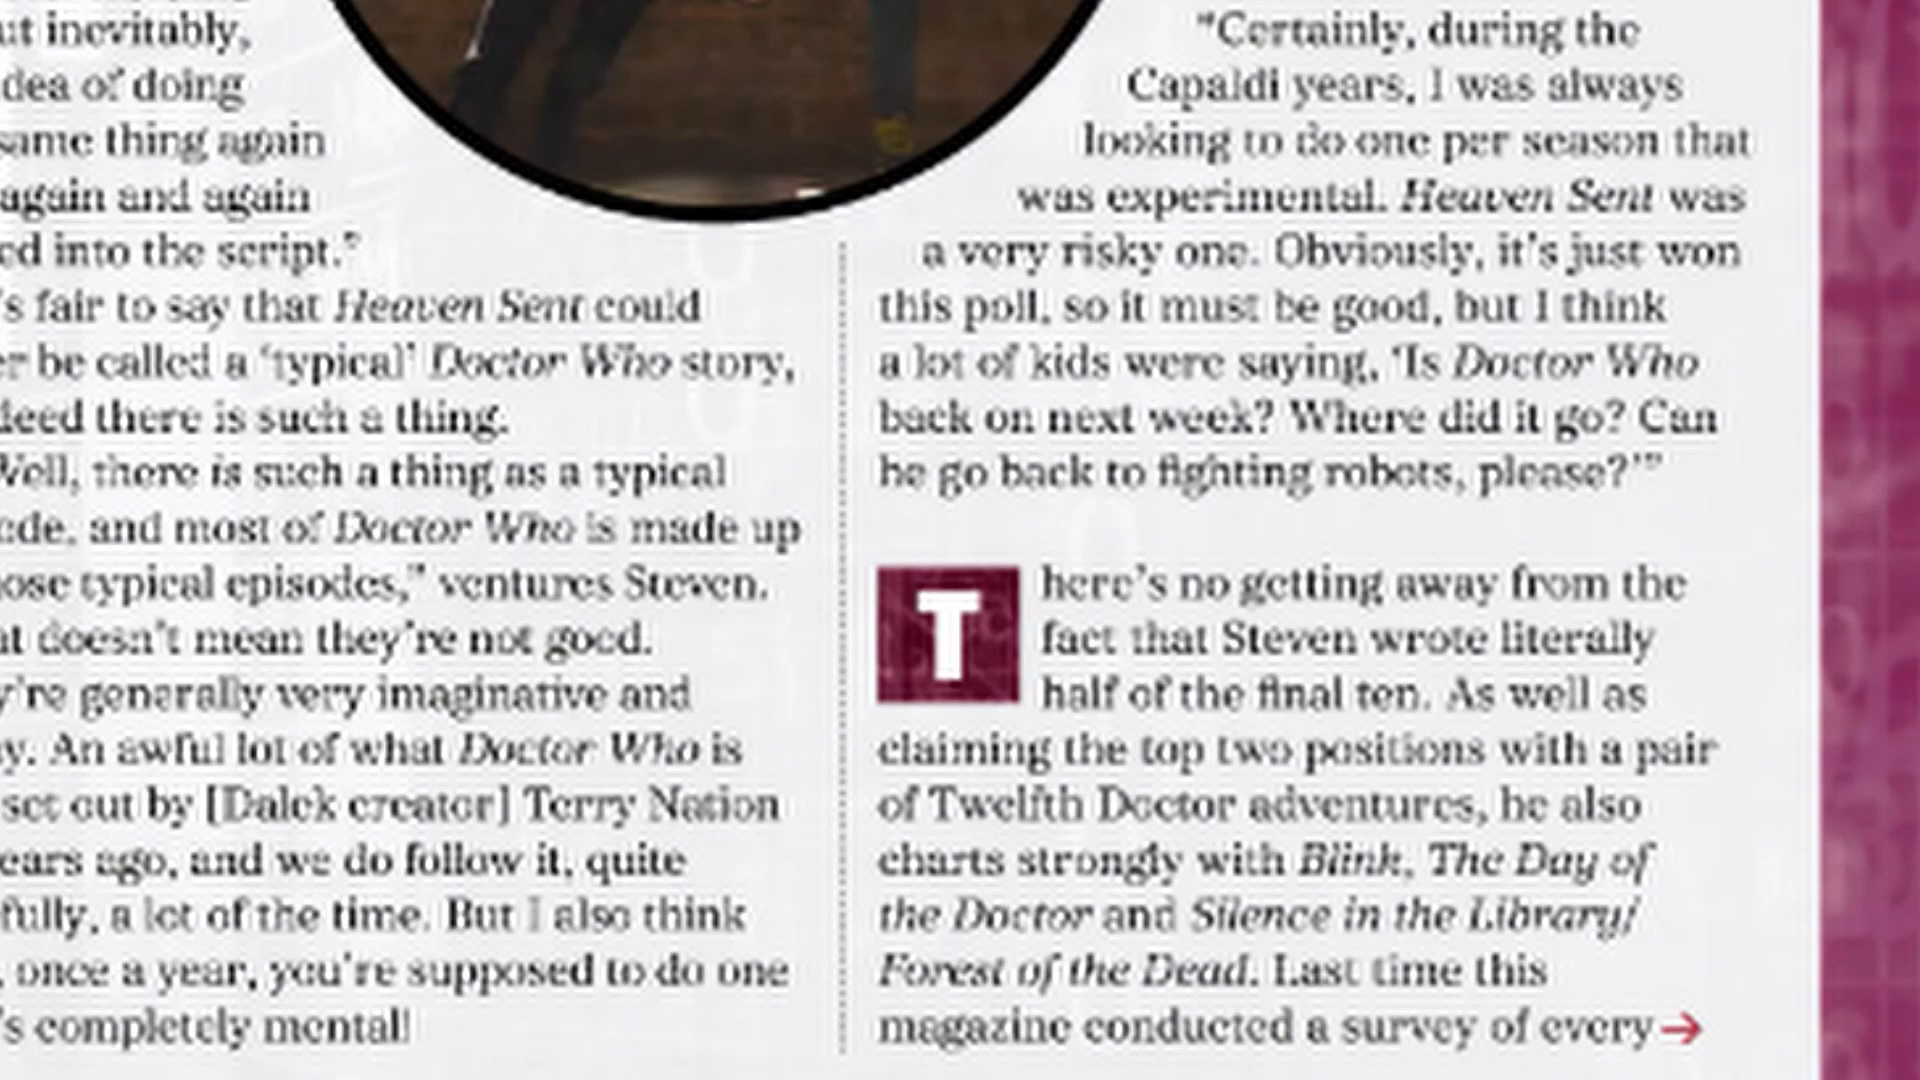 ut inevitably,
dea of doing
same thing again
again and again
ed into the script.”
’s fair to say that Heaven Sent could
er be called a ‘typical’ Doctor Who story,
deed there is such a thing.
Well, there is such a thing as a typical
ode, and most of Doctor Who is made up
hose typical episodes,” ventures Steven.
at doesn’t mean they’re not good.
y’re generally very imaginative and
y. An awful lot of what Doctor Who is
set out by [Dalek creator] Terry Nation
ears ago, and we do follow it, quite
fully, a lot of the time. But I also think
, once a year, you’re supposed to do one
’s completely mental!
“Certainly, during the
Capaldi years, I was always
looking to do one per season that
was experimental. Heaven Sent was
a very risky one. Obviously, it’s just won
this poll, so it must be good, but I think
a lot of kids were saying, ‘Is Doctor Who
back on next week? Where did it go? Can
he go back to fighting robots, please?’”
There’s no getting away from the
fact that Steven wrote literally
half of the final ten. As well as
claiming the top two positions with a pair
of Twelfth Doctor adventures, he also
charts strongly with Blink, The Day of
the Doctor and Silence in the Library/
Forest of the Dead. Last time this
magazine conducted a survey of every→